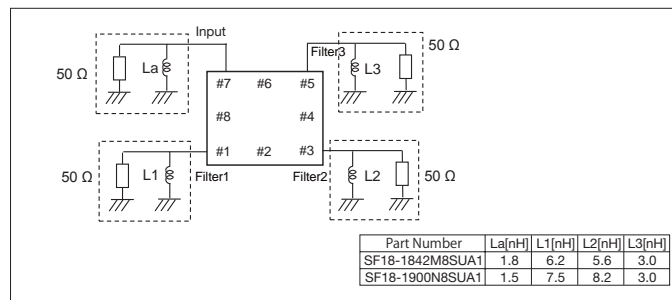 Input
Filter3
50 Ω
La
L3
50 Ω
#7 #6 #5
#8 #4
#1 #2 #3
50 Ω
L1
Filter1
Filter2
L2
50 Ω
Part Number La[nH] L1[nH] L2[nH] L3[nH]
SF18-1842M8SUA1 1.8 6.2 5.6 3.0
SF18-1900N8SUA1 1.5 7.5 8.2 3.0